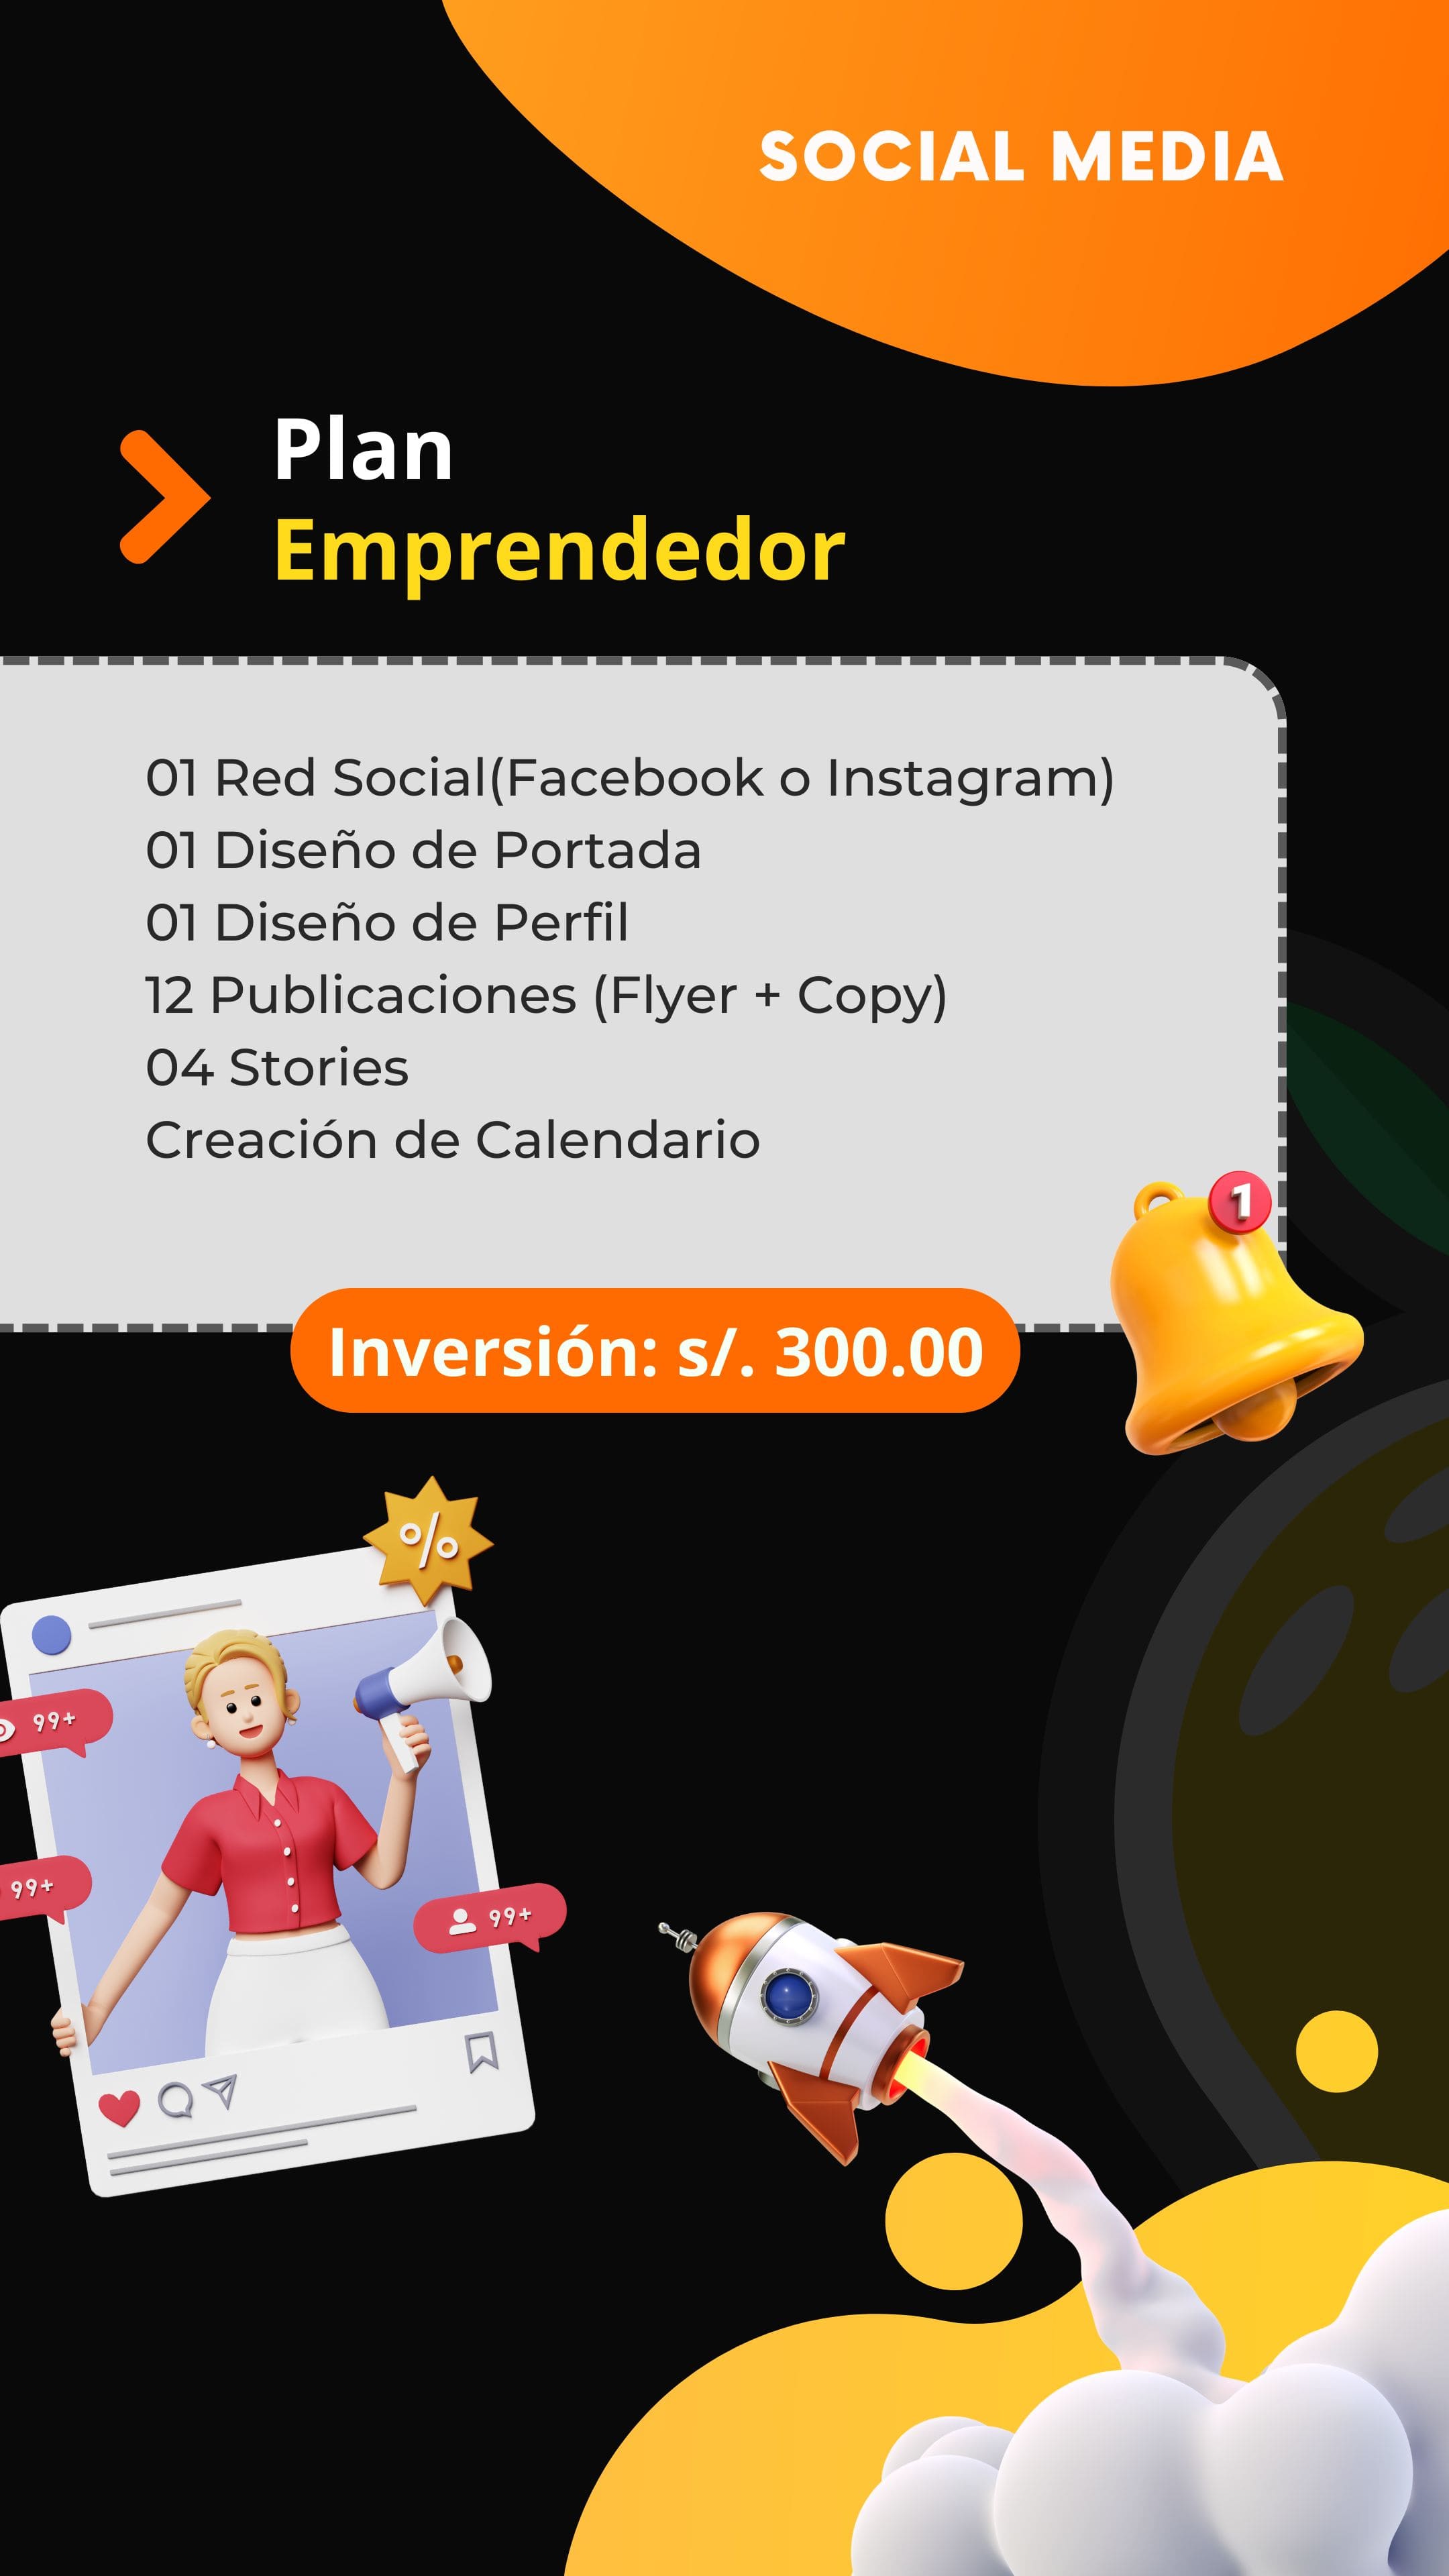 SOCIAL MEDIA
Plan
Emprendedor
01 Red Social(Facebook o Instagram)
01 Diseño de Portada
01 Diseño de Perfil
12 Publicaciones (Flyer + Copy)
04 Stories
Creación de Calendario
1
Inversión: s/. 300.00
%
99+
99+
99+